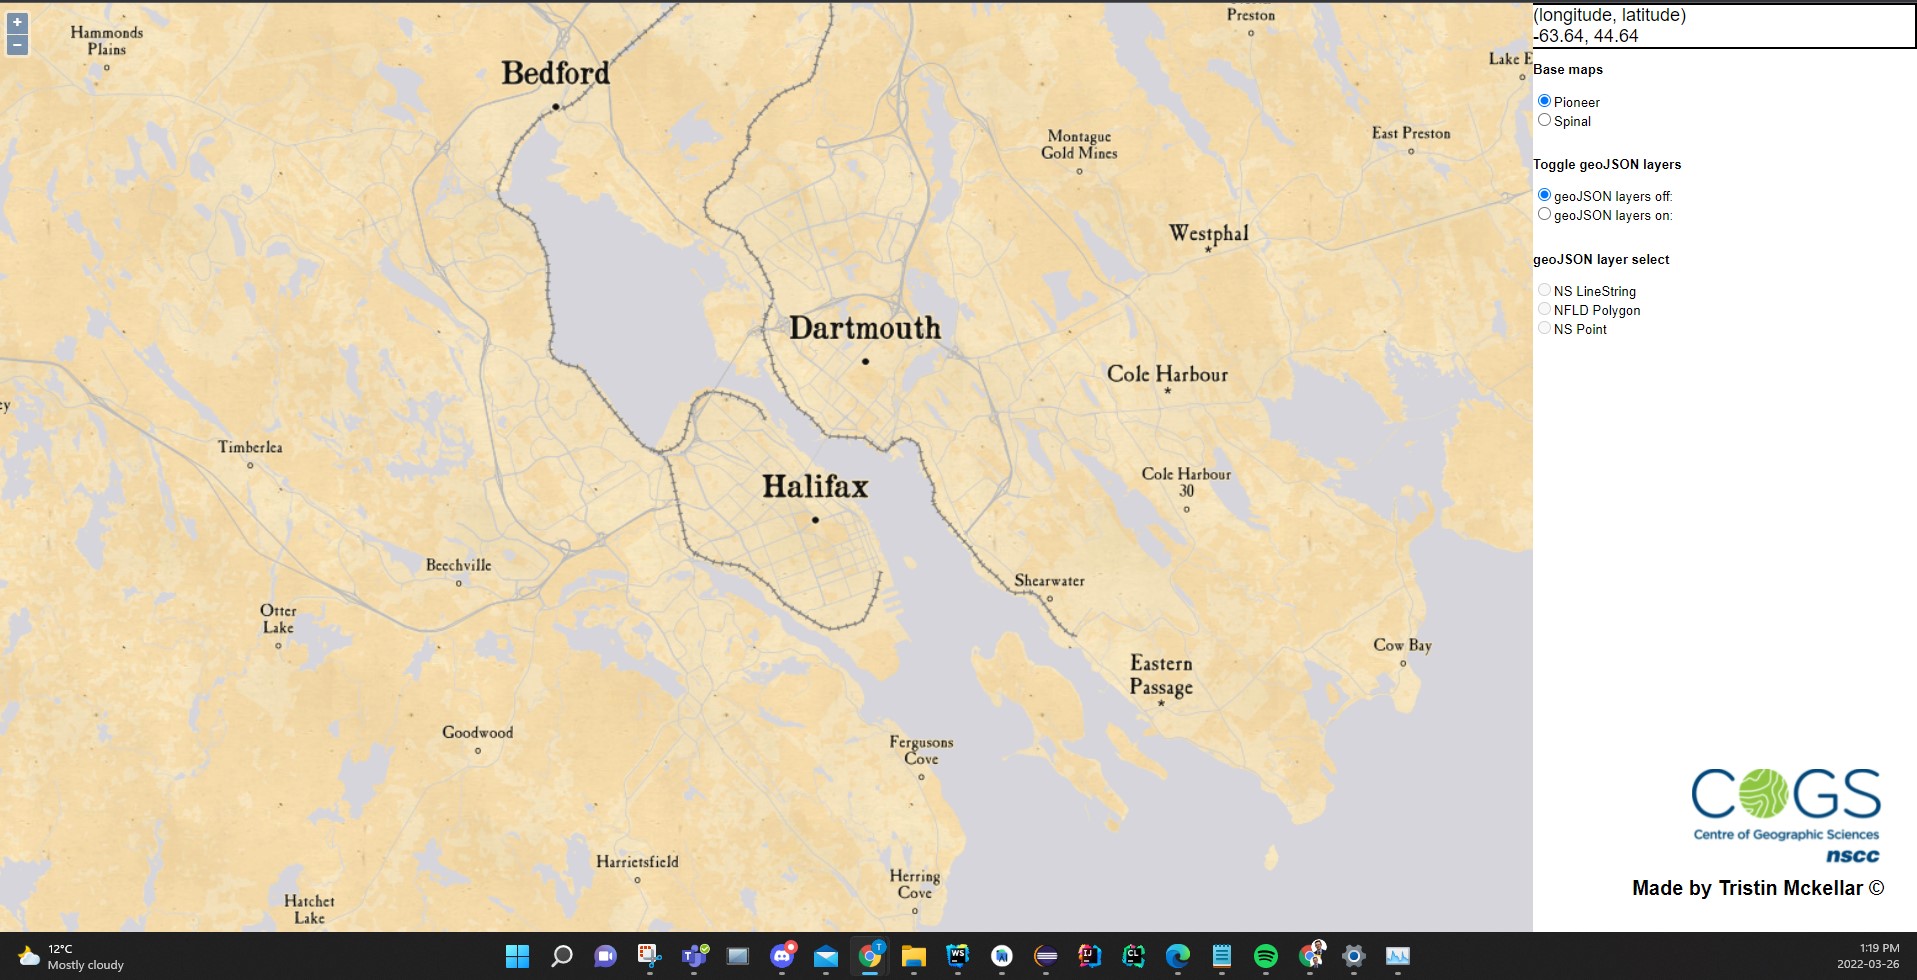 +
−
Hammonds
Plains
Bedford
Preston
Lake E
Montague
Gold Mines
East Preston
Westphal
Dartmouth
Cole Harbour
ey
Timberlea
Halifax
Cole Harbour
30
Beechville
Shearwater
Otter
Lake
Cow Bay
Eastern
Passage
Goodwood
Fergusons
Cove
Harrietsfield
Herring
Cove
Hatchet
Lake
(longitude, latitude)
-63.64, 44.64
Base maps
Pioneer
Spinal
Toggle geoJSON layers
geoJSON layers off:
geoJSON layers on:
geoJSON layer select
NS LineString
NFLD Polygon
NS Point
COGS
Centre of Geographic Sciences
nscc
Made by Tristin Mckellar ©
12°C
Mostly cloudy
WS
IJ
CL
T
1:19 PM
2022-03-26